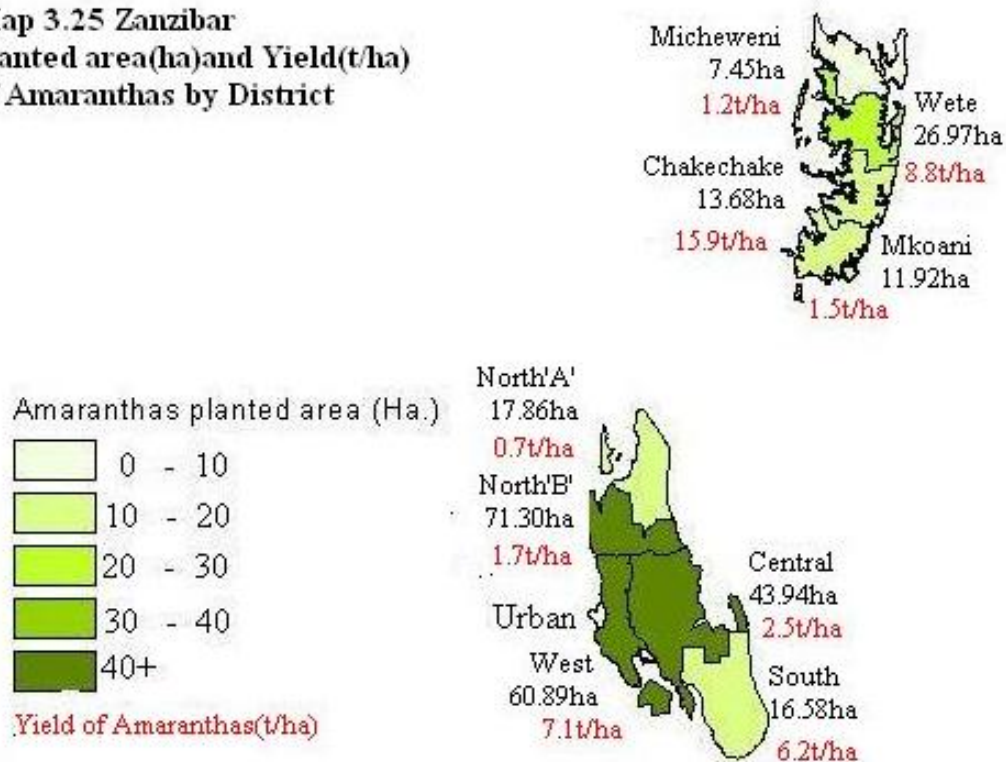 ap 3.25 Zanzibar
anted area(ha)and Yield(t/ha)
Amaranthas by District
Micheweni
7.45ha
1.2t/ha
Wete
26.97ha
8.8t/ha
Chakechake
13.68ha
15.9t/ha
Mkoani
11.92ha
1.5t/ha
Amaranthas planted area (Ha.)
0 - 10
10 - 20
20 - 30
30 - 40
40+
Yield of Amaranthas(t/ha)
North'A'
17.86ha
0.7t/ha
North'B'
71.30ha
1.7t/ha
Urban
West
60.89ha
7.1t/ha
Central
43.94ha
2.5t/ha
South
16.58ha
6.2t/ha